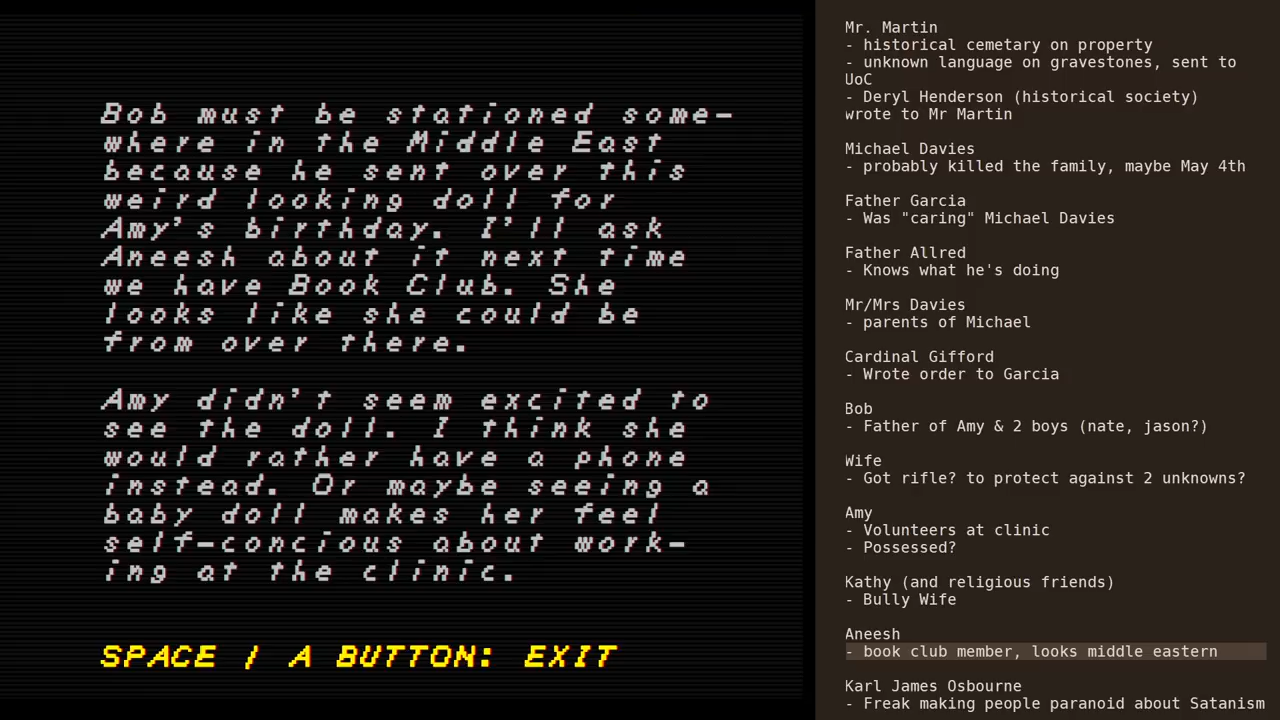 Bob must be stationed some-
where in the Middle East
because he sent over this
weird looking doll for
Amy's birthday. I'll ask
Aneesh about it next time
we have Book Club. She
looks like she could be
from over there.
Amy didn't seem excited to
see the doll. I think she
would rather have a phone
instead. Or maybe seeing a
baby doll makes her feel
self-concious about work-
ing at the clinic.
SPACE / A BUTTON: EXIT
Mr. Martin
- historical cemetary on property
- unknown language on gravestones, sent to
UoC
- Deryl Henderson (historical society)
wrote to Mr Martin
Michael Davies
- probably killed the family, maybe May 4th
Father Garcia
- Was "caring" Michael Davies
Father Allred
- Knows what he's doing
Mr/Mrs Davies
- parents of Michael
Cardinal Gifford
- Wrote order to Garcia
Bob
- Father of Amy & 2 boys (nate, jason?)
Wife
- Got rifle? to protect against 2 unknowns?
Amy
- Volunteers at clinic
- Possessed?
Kathy (and religious friends)
- Bully Wife
Aneesh
- book club member, looks middle eastern
Karl James Osbourne
- Freak making people paranoid about Satanism